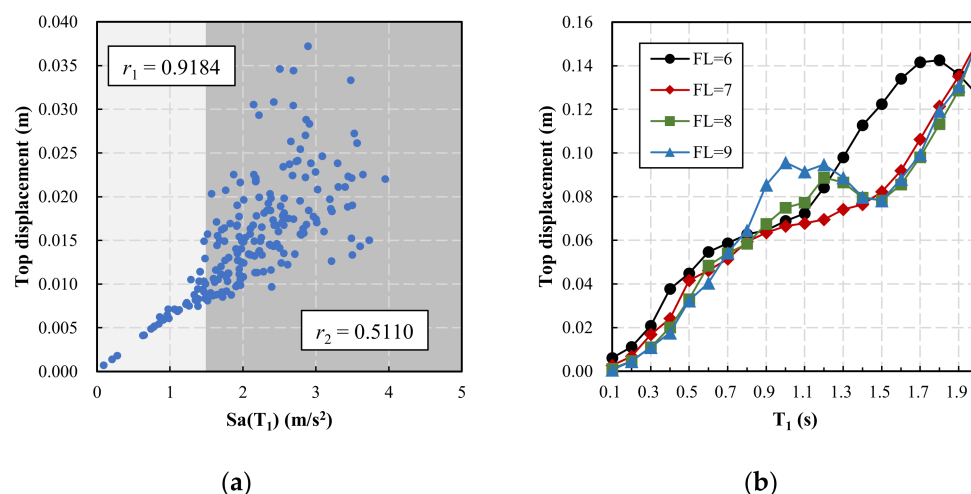 0.040
0.035
0.030
0.025
0.020
0.015
0.010
0.005
0.000
Top displacement (m)
r₁ = 0.9184
r₂ = 0.5110
0 1 2 3 4 5
Sa(T₁) (m/s²)
(a)
0.16
0.14
0.12
0.10
0.08
0.06
0.04
0.02
0.00
Top displacement (m)
FL=6
FL=7
FL=8
FL=9
0.1 0.3 0.5 0.7 0.9 1.1 1.3 1.5 1.7 1.9
T₁ (s)
(b)